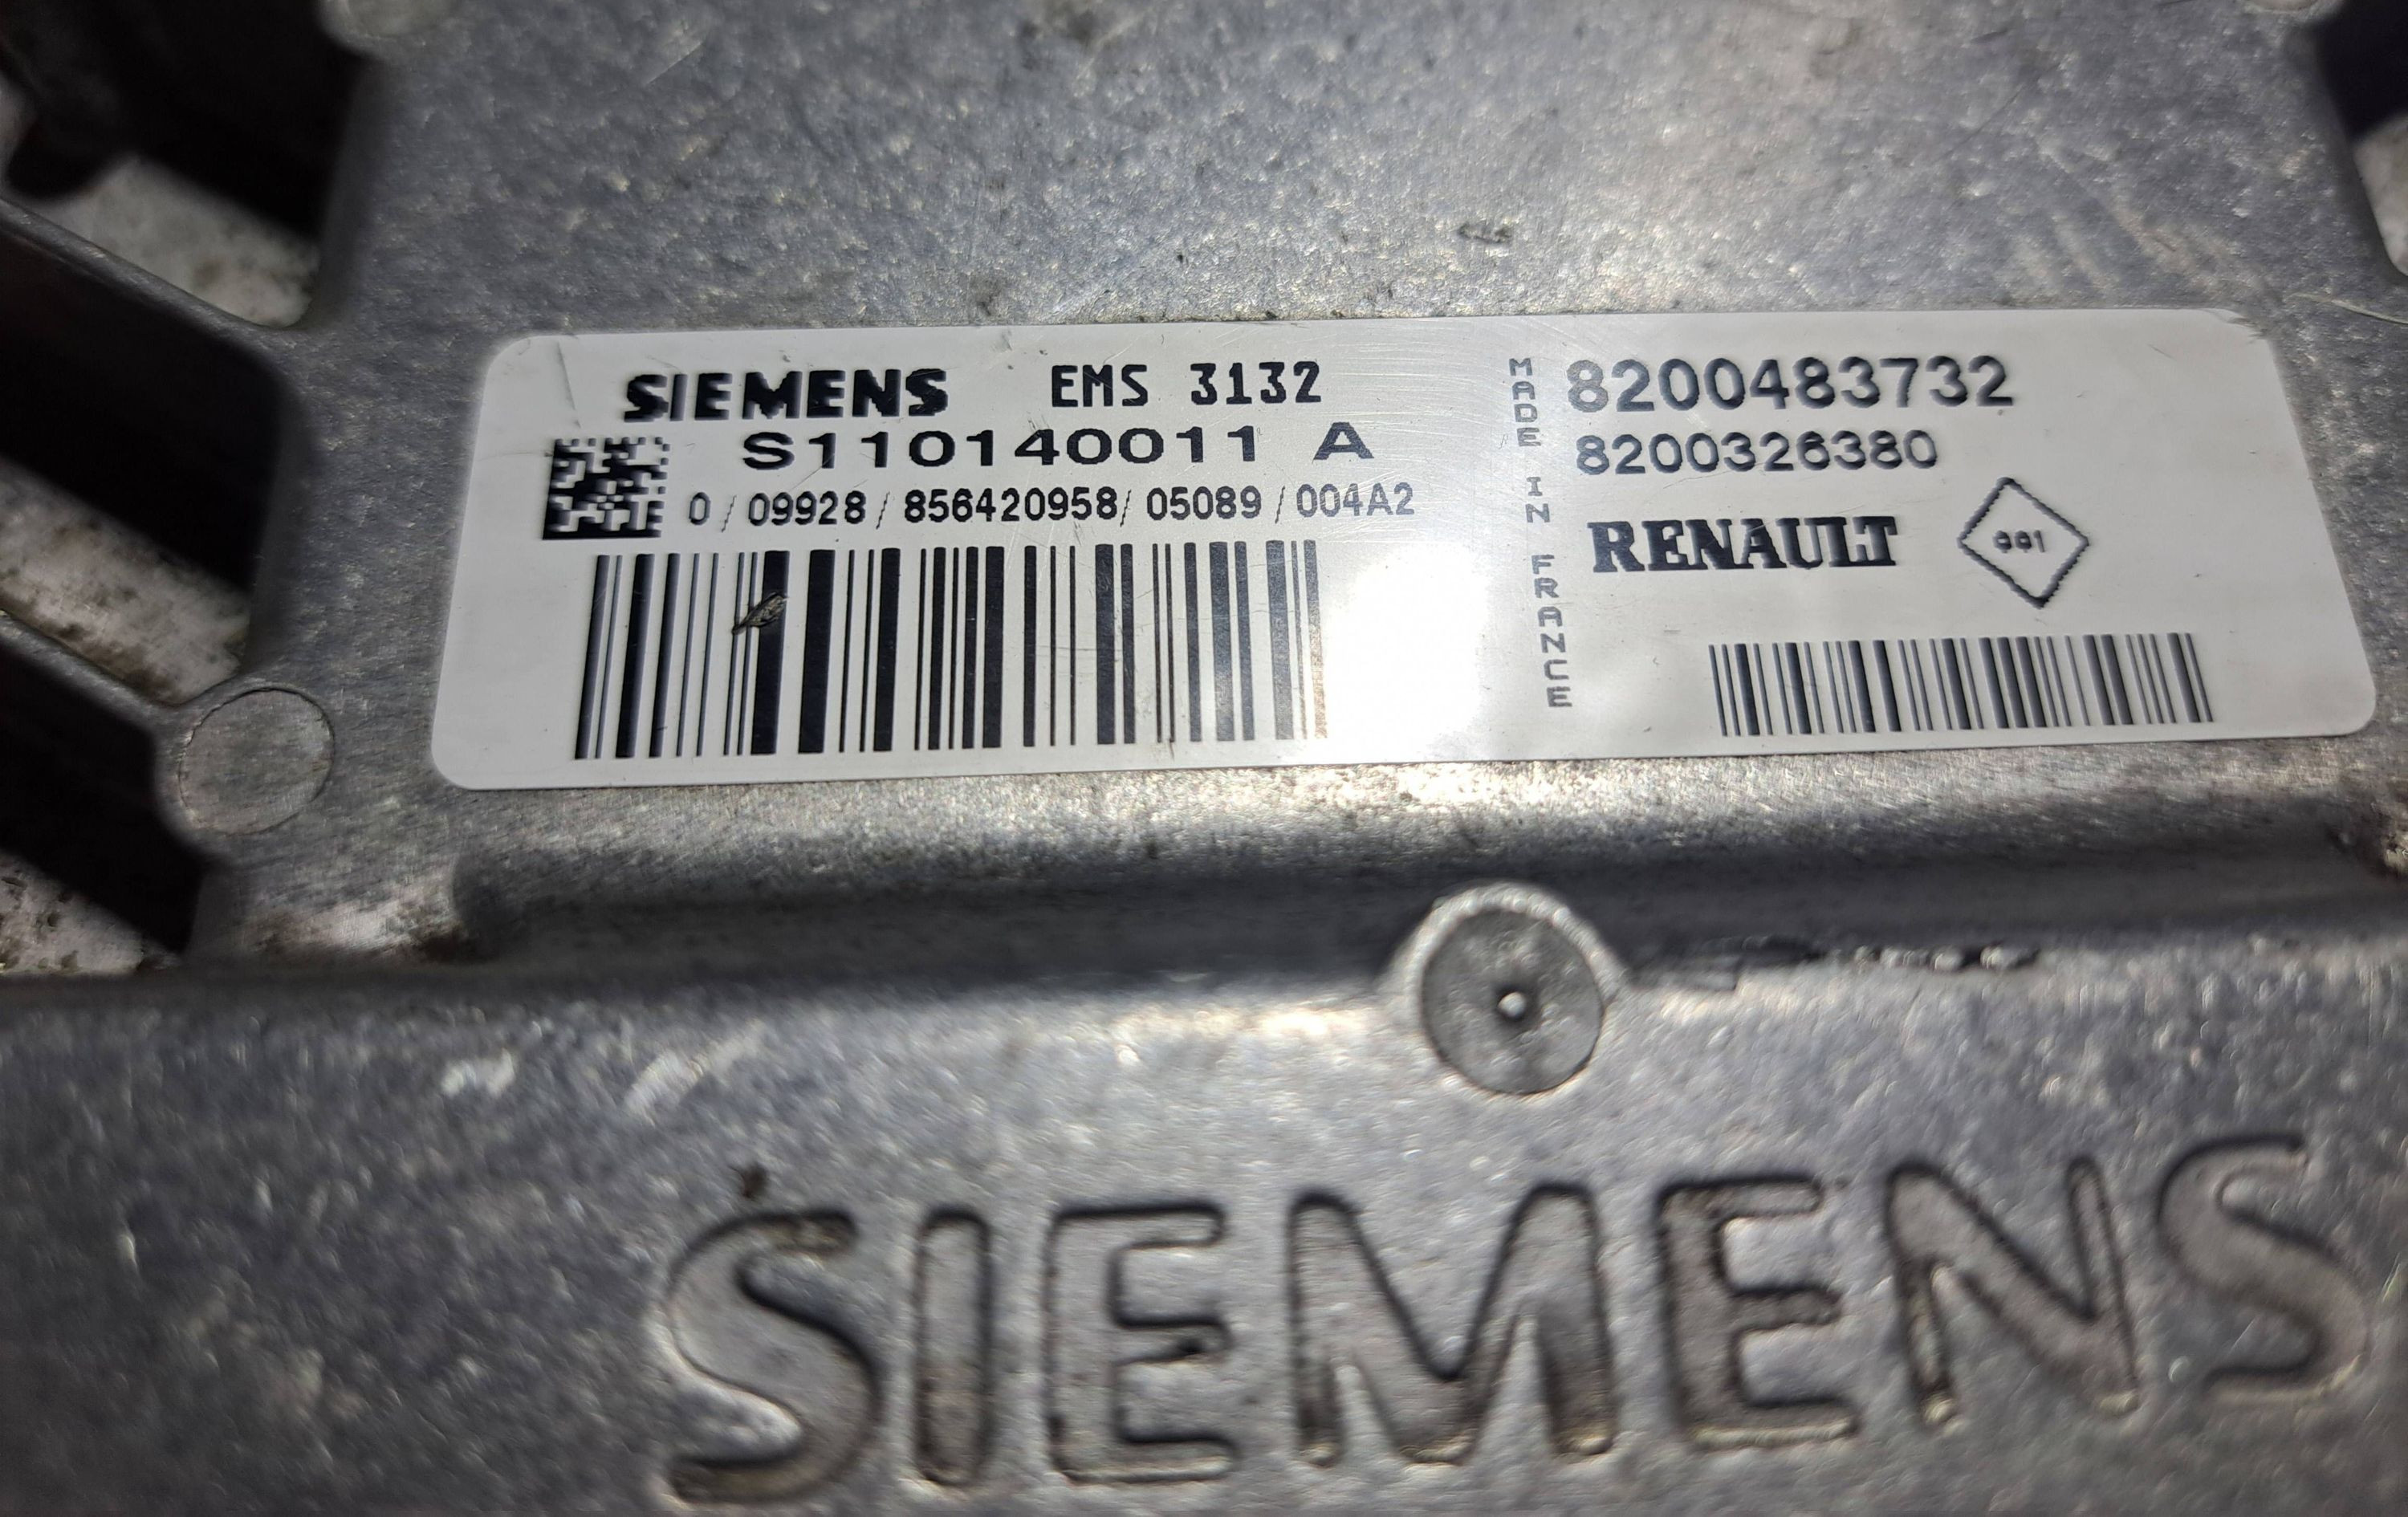 SIEMENS EMS 3132
S110140011 A
0 / 09928 / 856420958 / 05089 / 004A2
MADE IN FRANCE
8200483732
8200326380
RENAULT
SIEMENS